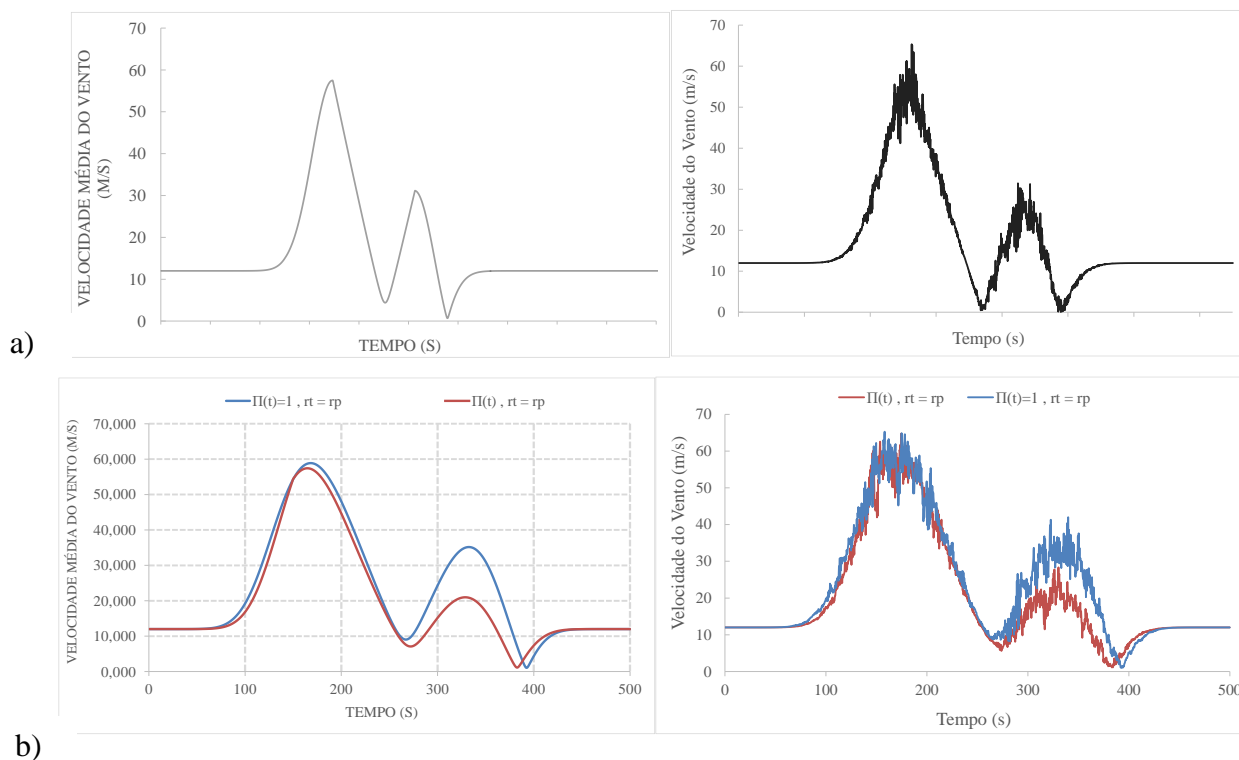 VELOCIDADE MÉDIA DO VENTO
(M/S)
70
60
50
40
30
20
10
0
TEMPO (S)
Velocidade do Vento (m/s)
70
60
50
40
30
20
10
0
Tempo (s)
a)
Π(t)=1 , rt = rp
Π(t) , rt = rp
VELOCIDADE MÉDIA DO VENTO (M/S)
70,000
60,000
50,000
40,000
30,000
20,000
10,000
0,000
0 100 200 300 400 500
TEMPO (S)
Π(t) , rt = rp
Π(t)=1 , rt = rp
Velocidade do Vento (m/s)
70
60
50
40
30
20
10
0
0 100 200 300 400 500
Tempo (s)
b)